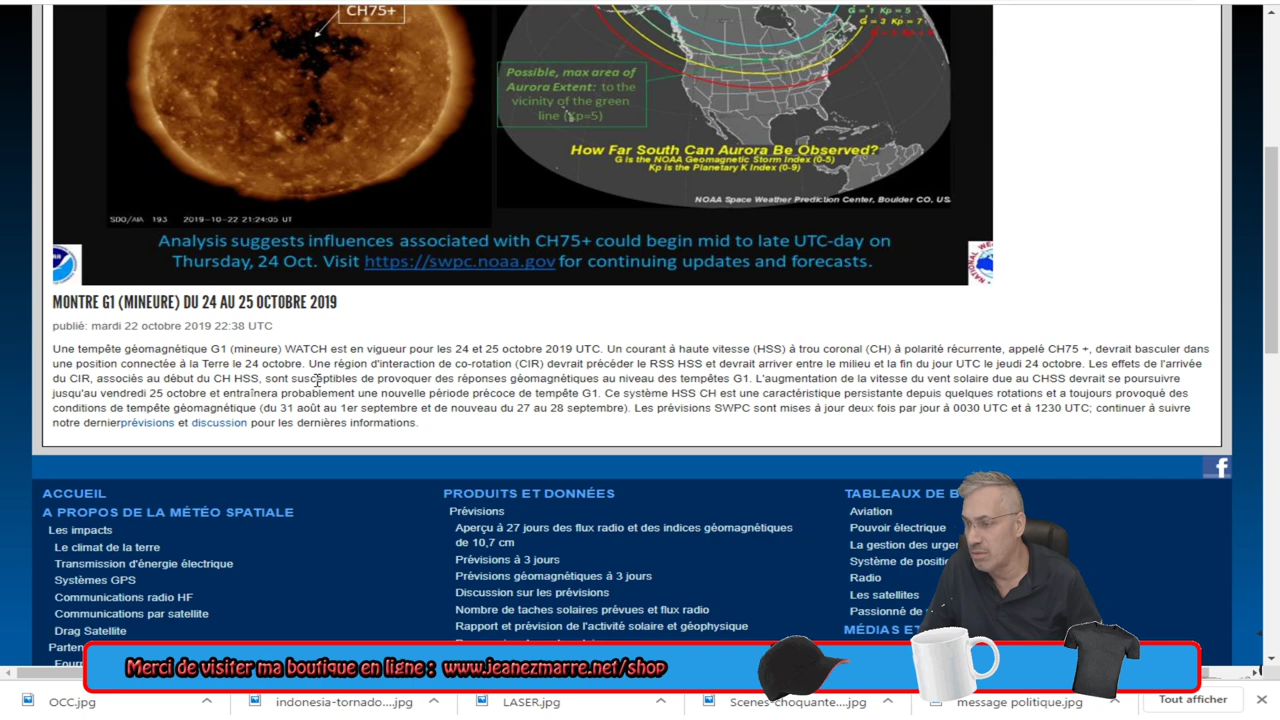 CH75+
G = 1 Kp = 5
G = 3 Kp = 7
Possible, max area of
Aurora Extent: to the
vicinity of the green
line (Kp=5)
How Far South Can Aurora Be Observed?
G is the NOAA Geomagnetic Storm Index (0-5)
Kp is the Planetary K Index (0-9)
NOAA Space Weather Prediction Center, Boulder CO, US
SDO/AIA 193 2019-10-22 21:24:05 UT
Analysis suggests influences associated with CH75+ could begin mid to late UTC-day on
Thursday, 24 Oct. Visit https://swpc.noaa.gov for continuing updates and forecasts.
MONTRE G1 (MINEURE) DU 24 AU 25 OCTOBRE 2019
publié: mardi 22 octobre 2019 22:38 UTC
Une tempête géomagnétique G1 (mineure) WATCH est en vigueur pour les 24 et 25 octobre 2019 UTC. Un courant à haute vitesse (HSS) à trou coronal (CH) à polarité récurrente, appelé CH75 +, devrait basculer dans
une position connectée à la Terre le 24 octobre. Une région d'interaction de co-rotation (CIR) devrait précéder le RSS HSS et devrait arriver entre le milieu et la fin du jour UTC le jeudi 24 octobre. Les effets de l'arrivée
du CIR, associés au début du CH HSS, sont susceptibles de provoquer des réponses géomagnétiques au niveau des tempêtes G1. L'augmentation de la vitesse du vent solaire due au CHSS devrait se poursuivre
jusqu'au vendredi 25 octobre et entraînera probablement une nouvelle période précoce de tempête G1. Ce système HSS CH est une caractéristique persistante depuis quelques rotations et a toujours provoqué des
conditions de tempête géomagnétique (du 31 août au 1er septembre et de nouveau du 27 au 28 septembre). Les prévisions SWPC sont mises à jour deux fois par jour à 0030 UTC et à 1230 UTC; continuer à suivre
notre dernierprévisions et discussion pour les dernières informations.
f
ACCUEIL
A PROPOS DE LA MÉTÉO SPATIALE
Les impacts
Le climat de la terre
Transmission d'énergie électrique
Systèmes GPS
Communications radio HF
Communications par satellite
Drag Satellite
Parten
Fourn
PRODUITS ET DONNÉES
Prévisions
Aperçu à 27 jours des flux radio et des indices géomagnétiques
de 10,7 cm
Prévisions à 3 jours
Prévisions géomagnétiques à 3 jours
Discussion sur les prévisions
Nombre de taches solaires prévues et flux radio
Rapport et prévision de l'activité solaire et géophysique
TABLEAUX DE B
Aviation
Pouvoir électrique
La gestion des urge
Système de positi
Radio
Les satellites
Passionné de
MÉDIAS ET
Merci de visiter ma boutique en ligne : www.jeanezmarre.net/shop
OCC.jpg
indonesia-tornado....jpg
LASER.jpg
Scenes-choquante....jpg
message politique.jpg
Tout afficher